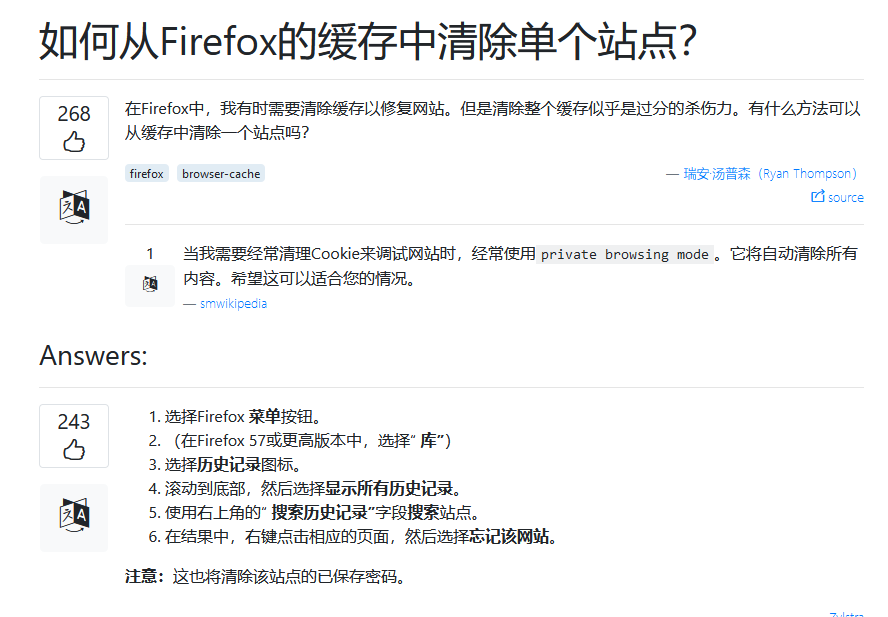 如何从Firefox的缓存中清除单个站点？
268
在Firefox中，我有时需要清除缓存以修复网站。但是清除整个缓存似乎是过分的杀伤力。有什么方法可以
从缓存中清除一个站点吗？
firefox browser-cache
— 瑞安·汤普森（Ryan Thompson）
source
1
当我需要经常清理Cookie来调试网站时，经常使用 private browsing mode 。它将自动清除所有
内容。希望这可以适合您的情况。
— smwikipedia
Answers:
243
1. 选择Firefox 菜单按钮。
2. （在Firefox 57或更高版本中，选择“ 库”）
3. 选择历史记录图标。
4. 滚动到底部，然后选择显示所有历史记录。
5. 使用右上角的“ 搜索历史记录”字段搜索站点。
6. 在结果中，右键点击相应的页面，然后选择忘记该网站。
注意：这也将清除该站点的已保存密码。